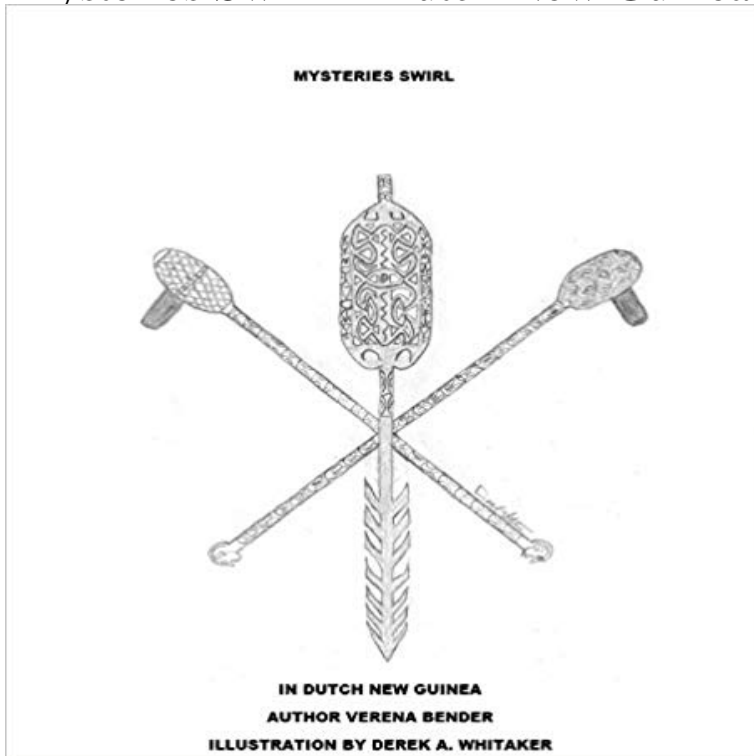 MYSTERIES SWIRL
IN DUTCH NEW GUINEA
AUTHOR VERENA BENDER
ILLUSTRATION BY DEREK A. WHITAKER